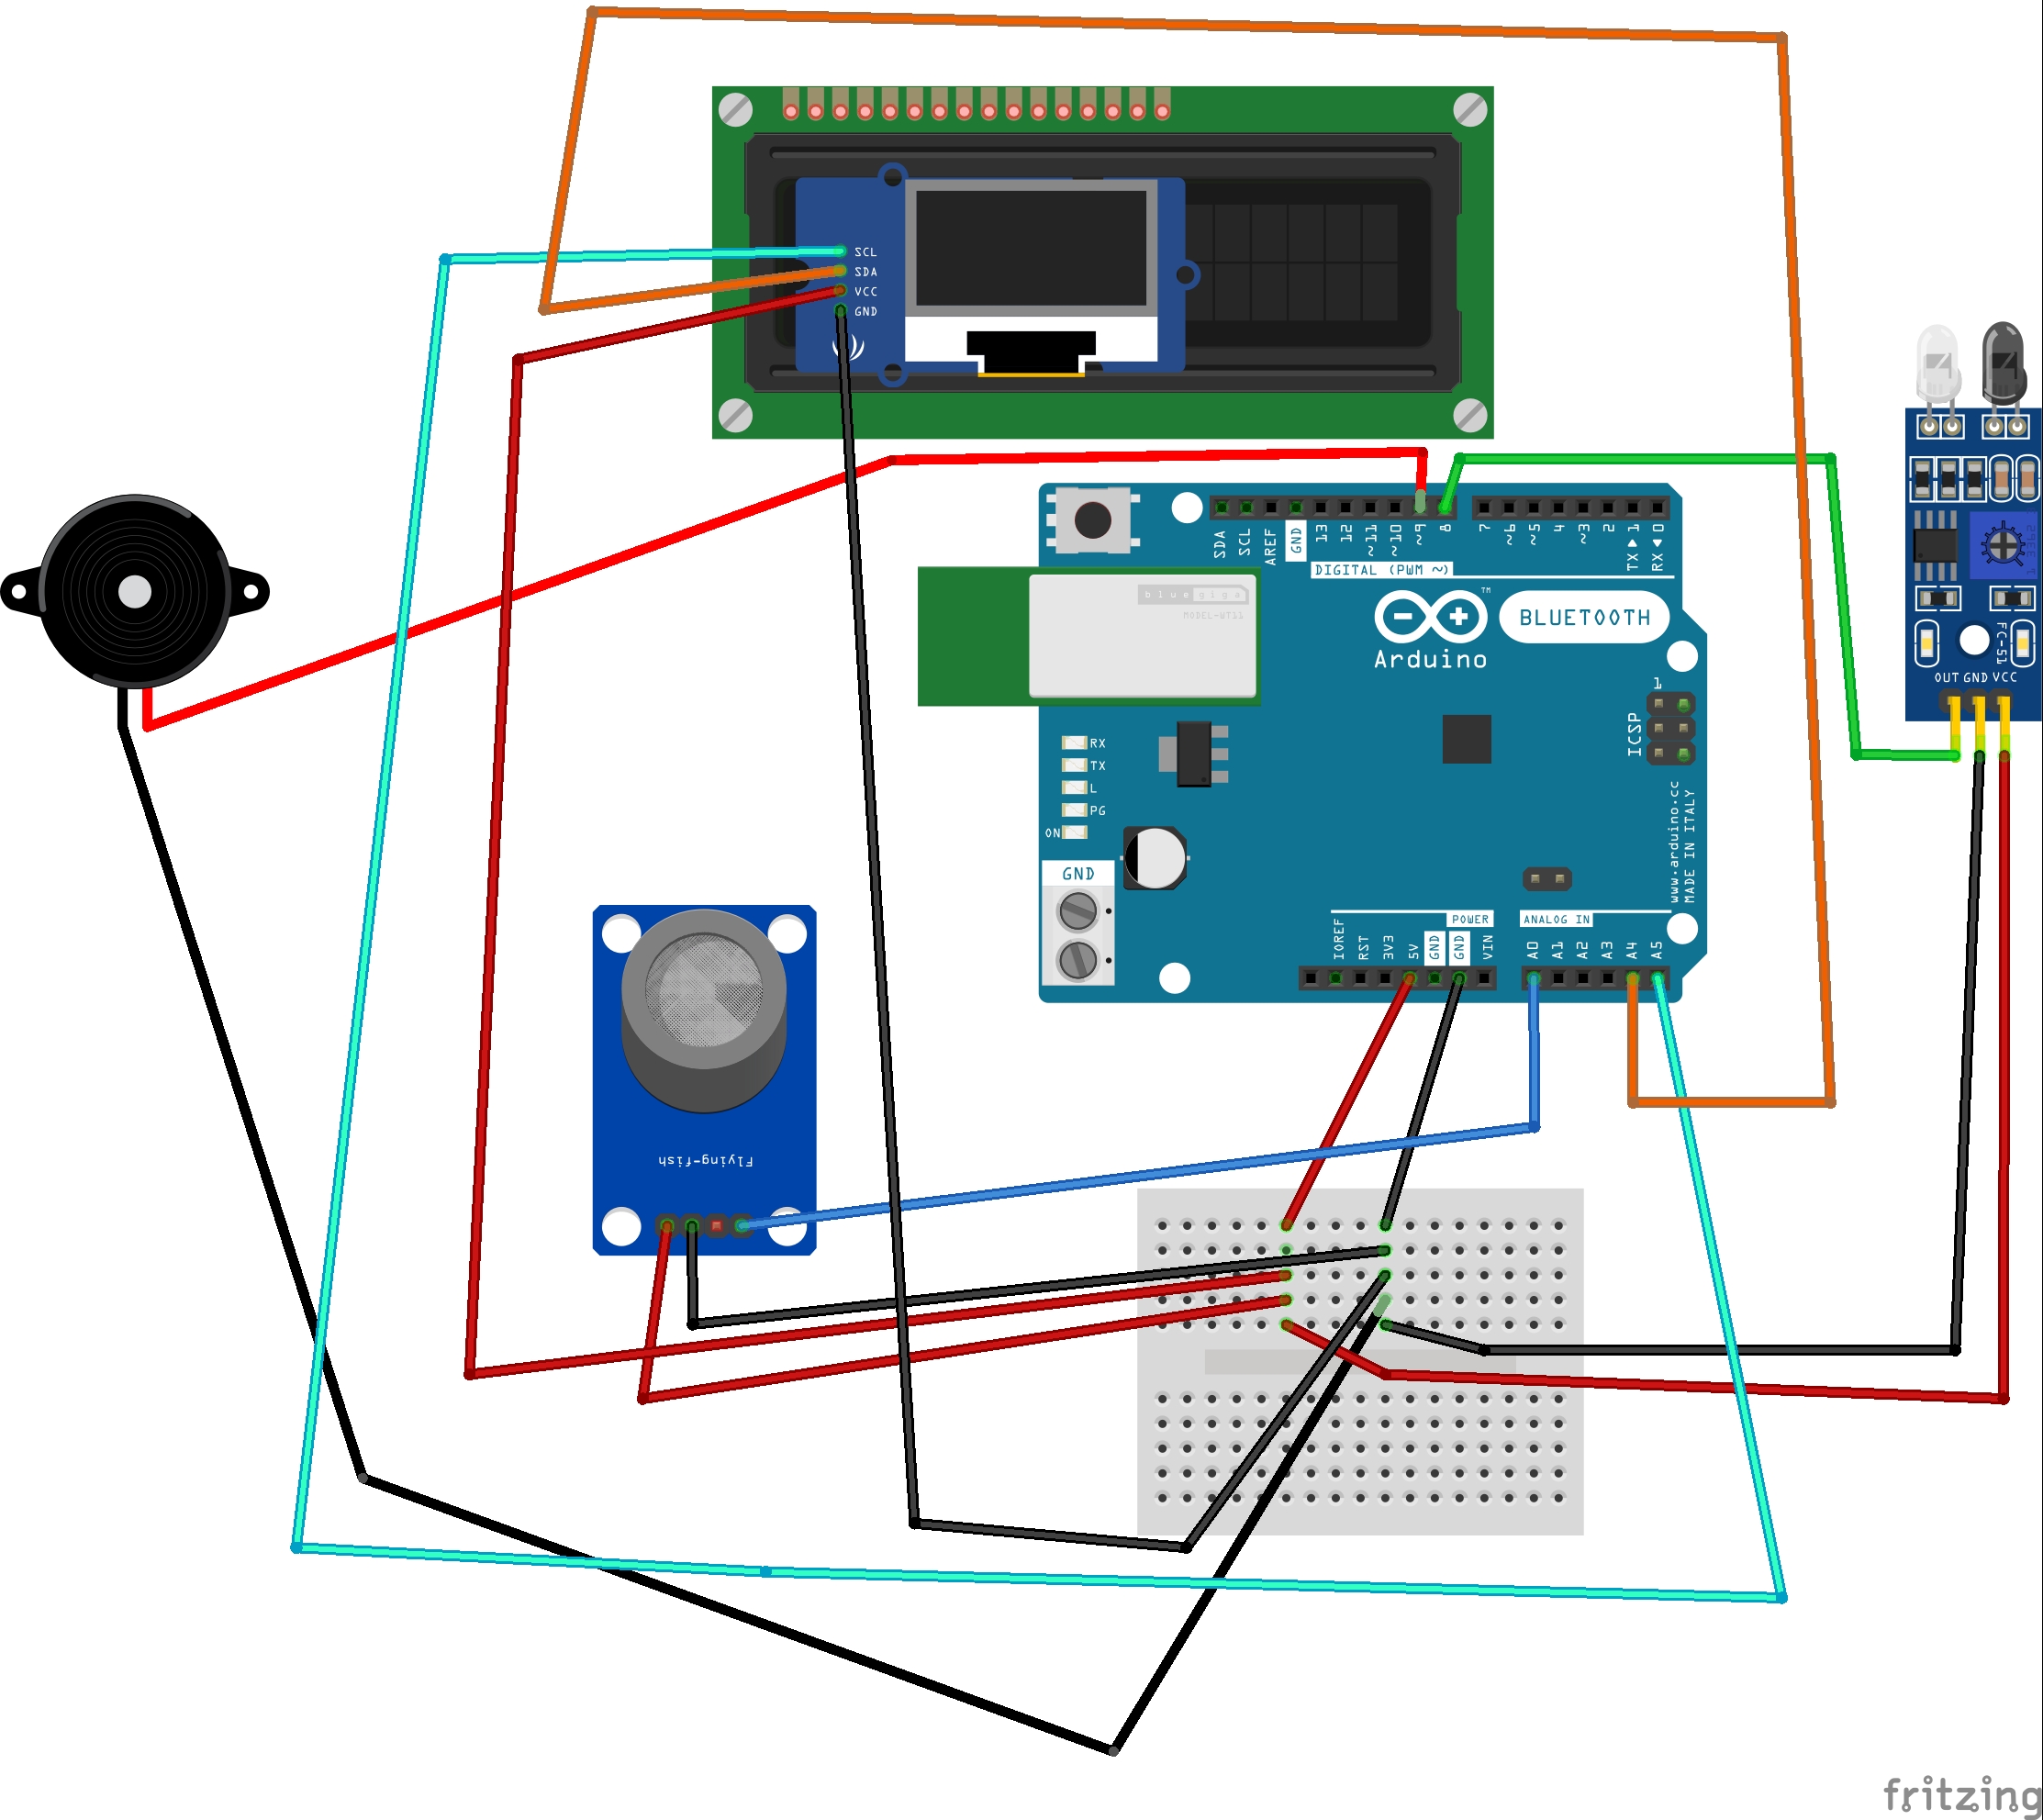 SCL
SDA
VCC
GND
SDA
SCL
AREF
GND
13
12
~11
~10
~9
8
7
~6
~5
4
~3
2
TX ▶ 1
RX ◀ 0
DIGITAL (PWM ~)
bluegiga
MODEL-WT11
TM
BLUETOOTH
Arduino
1
ICSP
RX
TX
L
PG
ON
GND
www.arduino.cc
MADE IN ITALY
POWER
ANALOG IN
IOREF
RST
3V3
5V
GND
GND
VIN
A0
A1
A2
A3
A4
A5
FC-51
OUT GND VCC
Flying-fish
fritzing